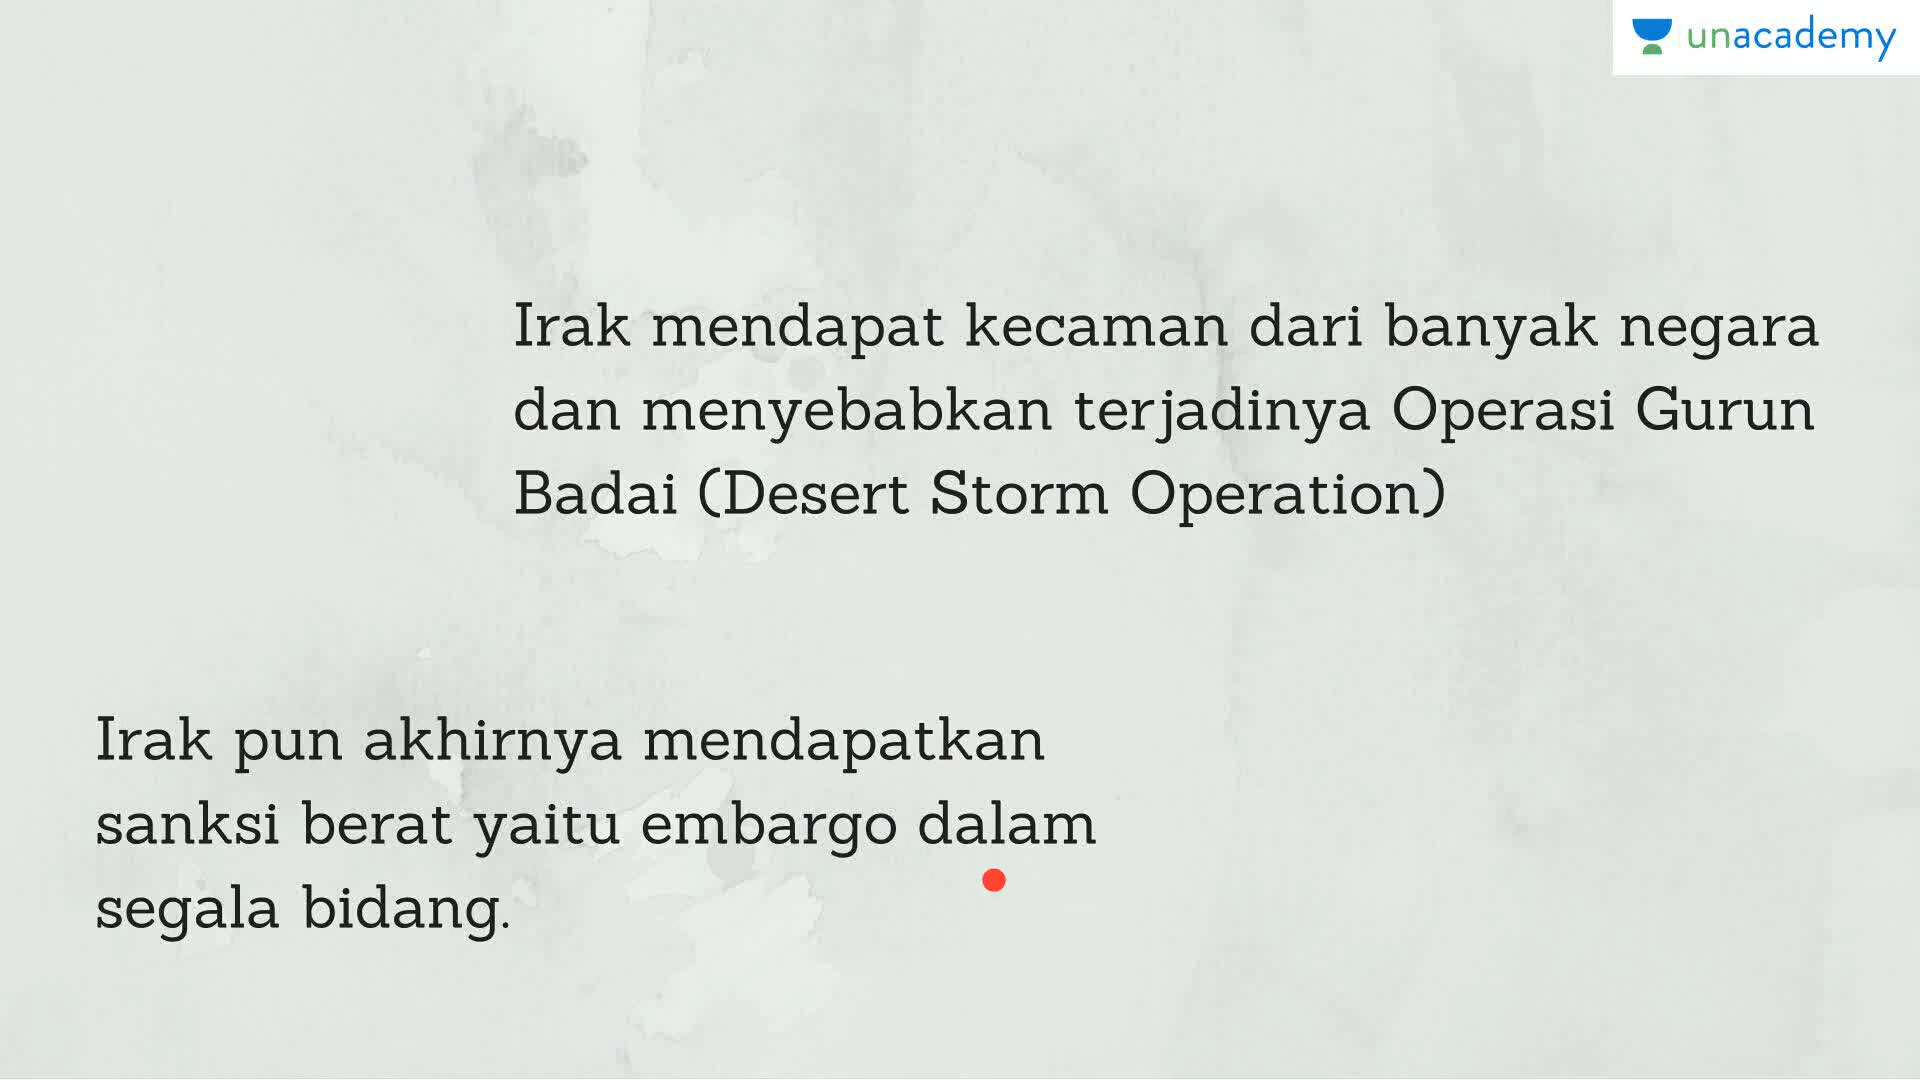 unacademy
Irak mendapat kecaman dari banyak negara
dan menyebabkan terjadinya Operasi Gurun
Badai (Desert Storm Operation)
Irak pun akhirnya mendapatkan
sanksi berat yaitu embargo dalam
segala bidang.